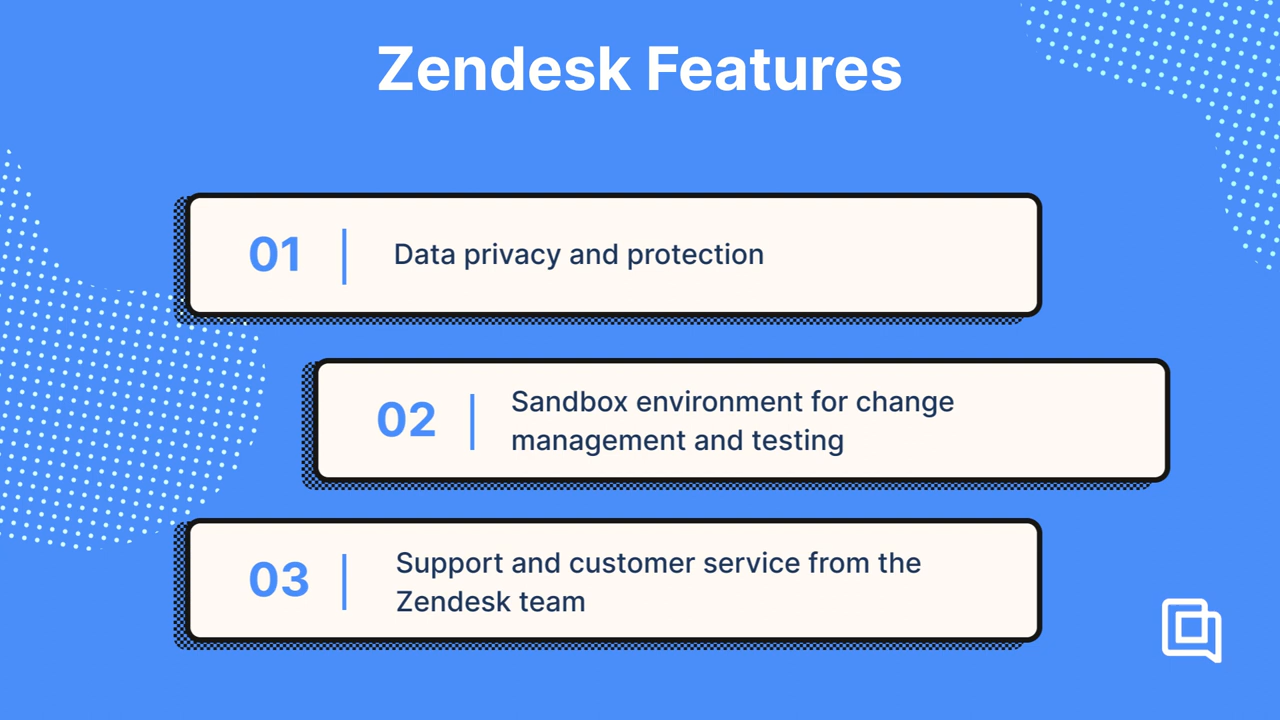 Zendesk Features
01
Data privacy and protection
02
Sandbox environment for change
management and testing
03
Support and customer service from the
Zendesk team